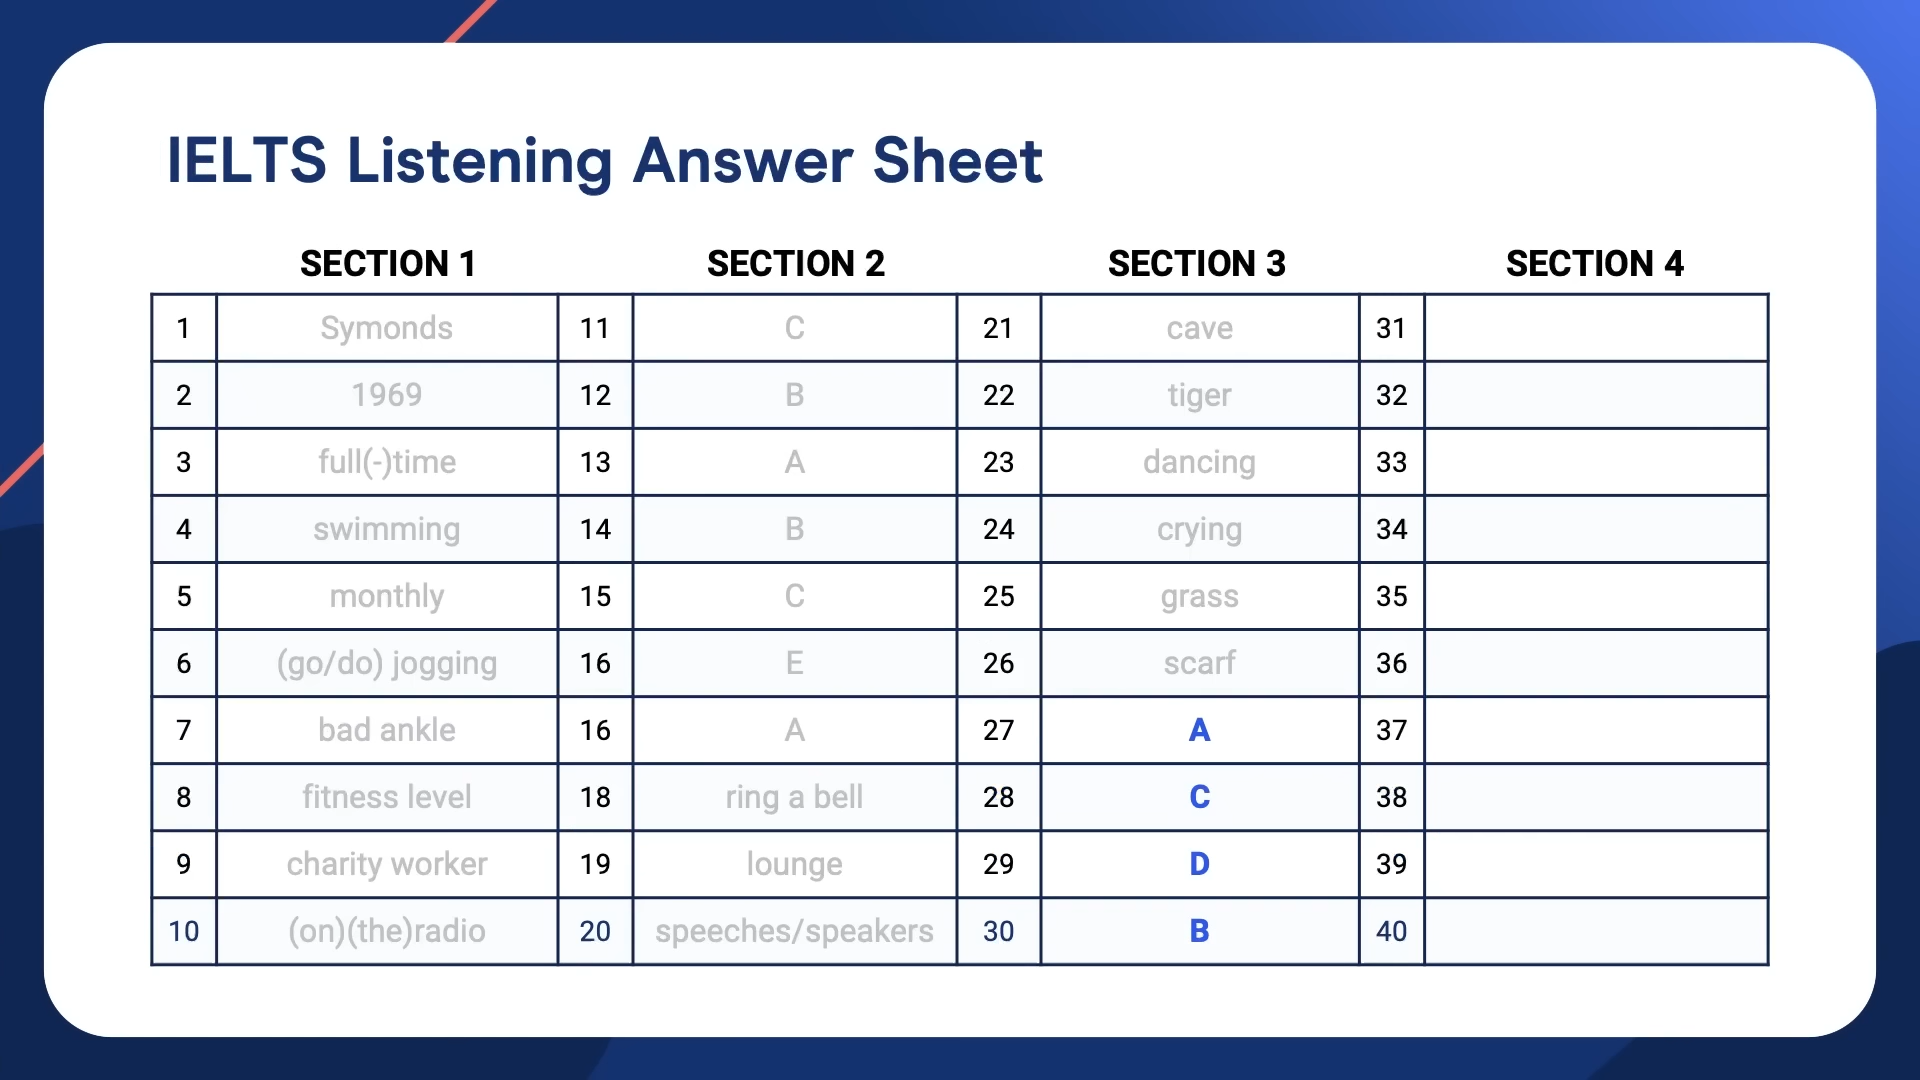 IELTS Listening Answer Sheet
SECTION 1 SECTION 2 SECTION 3 SECTION 4
1 Symonds 11 C 21 cave 31
2 1969 12 B 22 tiger 32
3 full(-)time 13 A 23 dancing 33
4 swimming 14 B 24 crying 34
5 monthly 15 C 25 grass 35
6 (go/do) jogging 16 E 26 scarf 36
7 bad ankle 16 A 27 A 37
8 fitness level 18 ring a bell 28 C 38
9 charity worker 19 lounge 29 D 39
10 (on)(the)radio 20 speeches/speakers 30 B 40